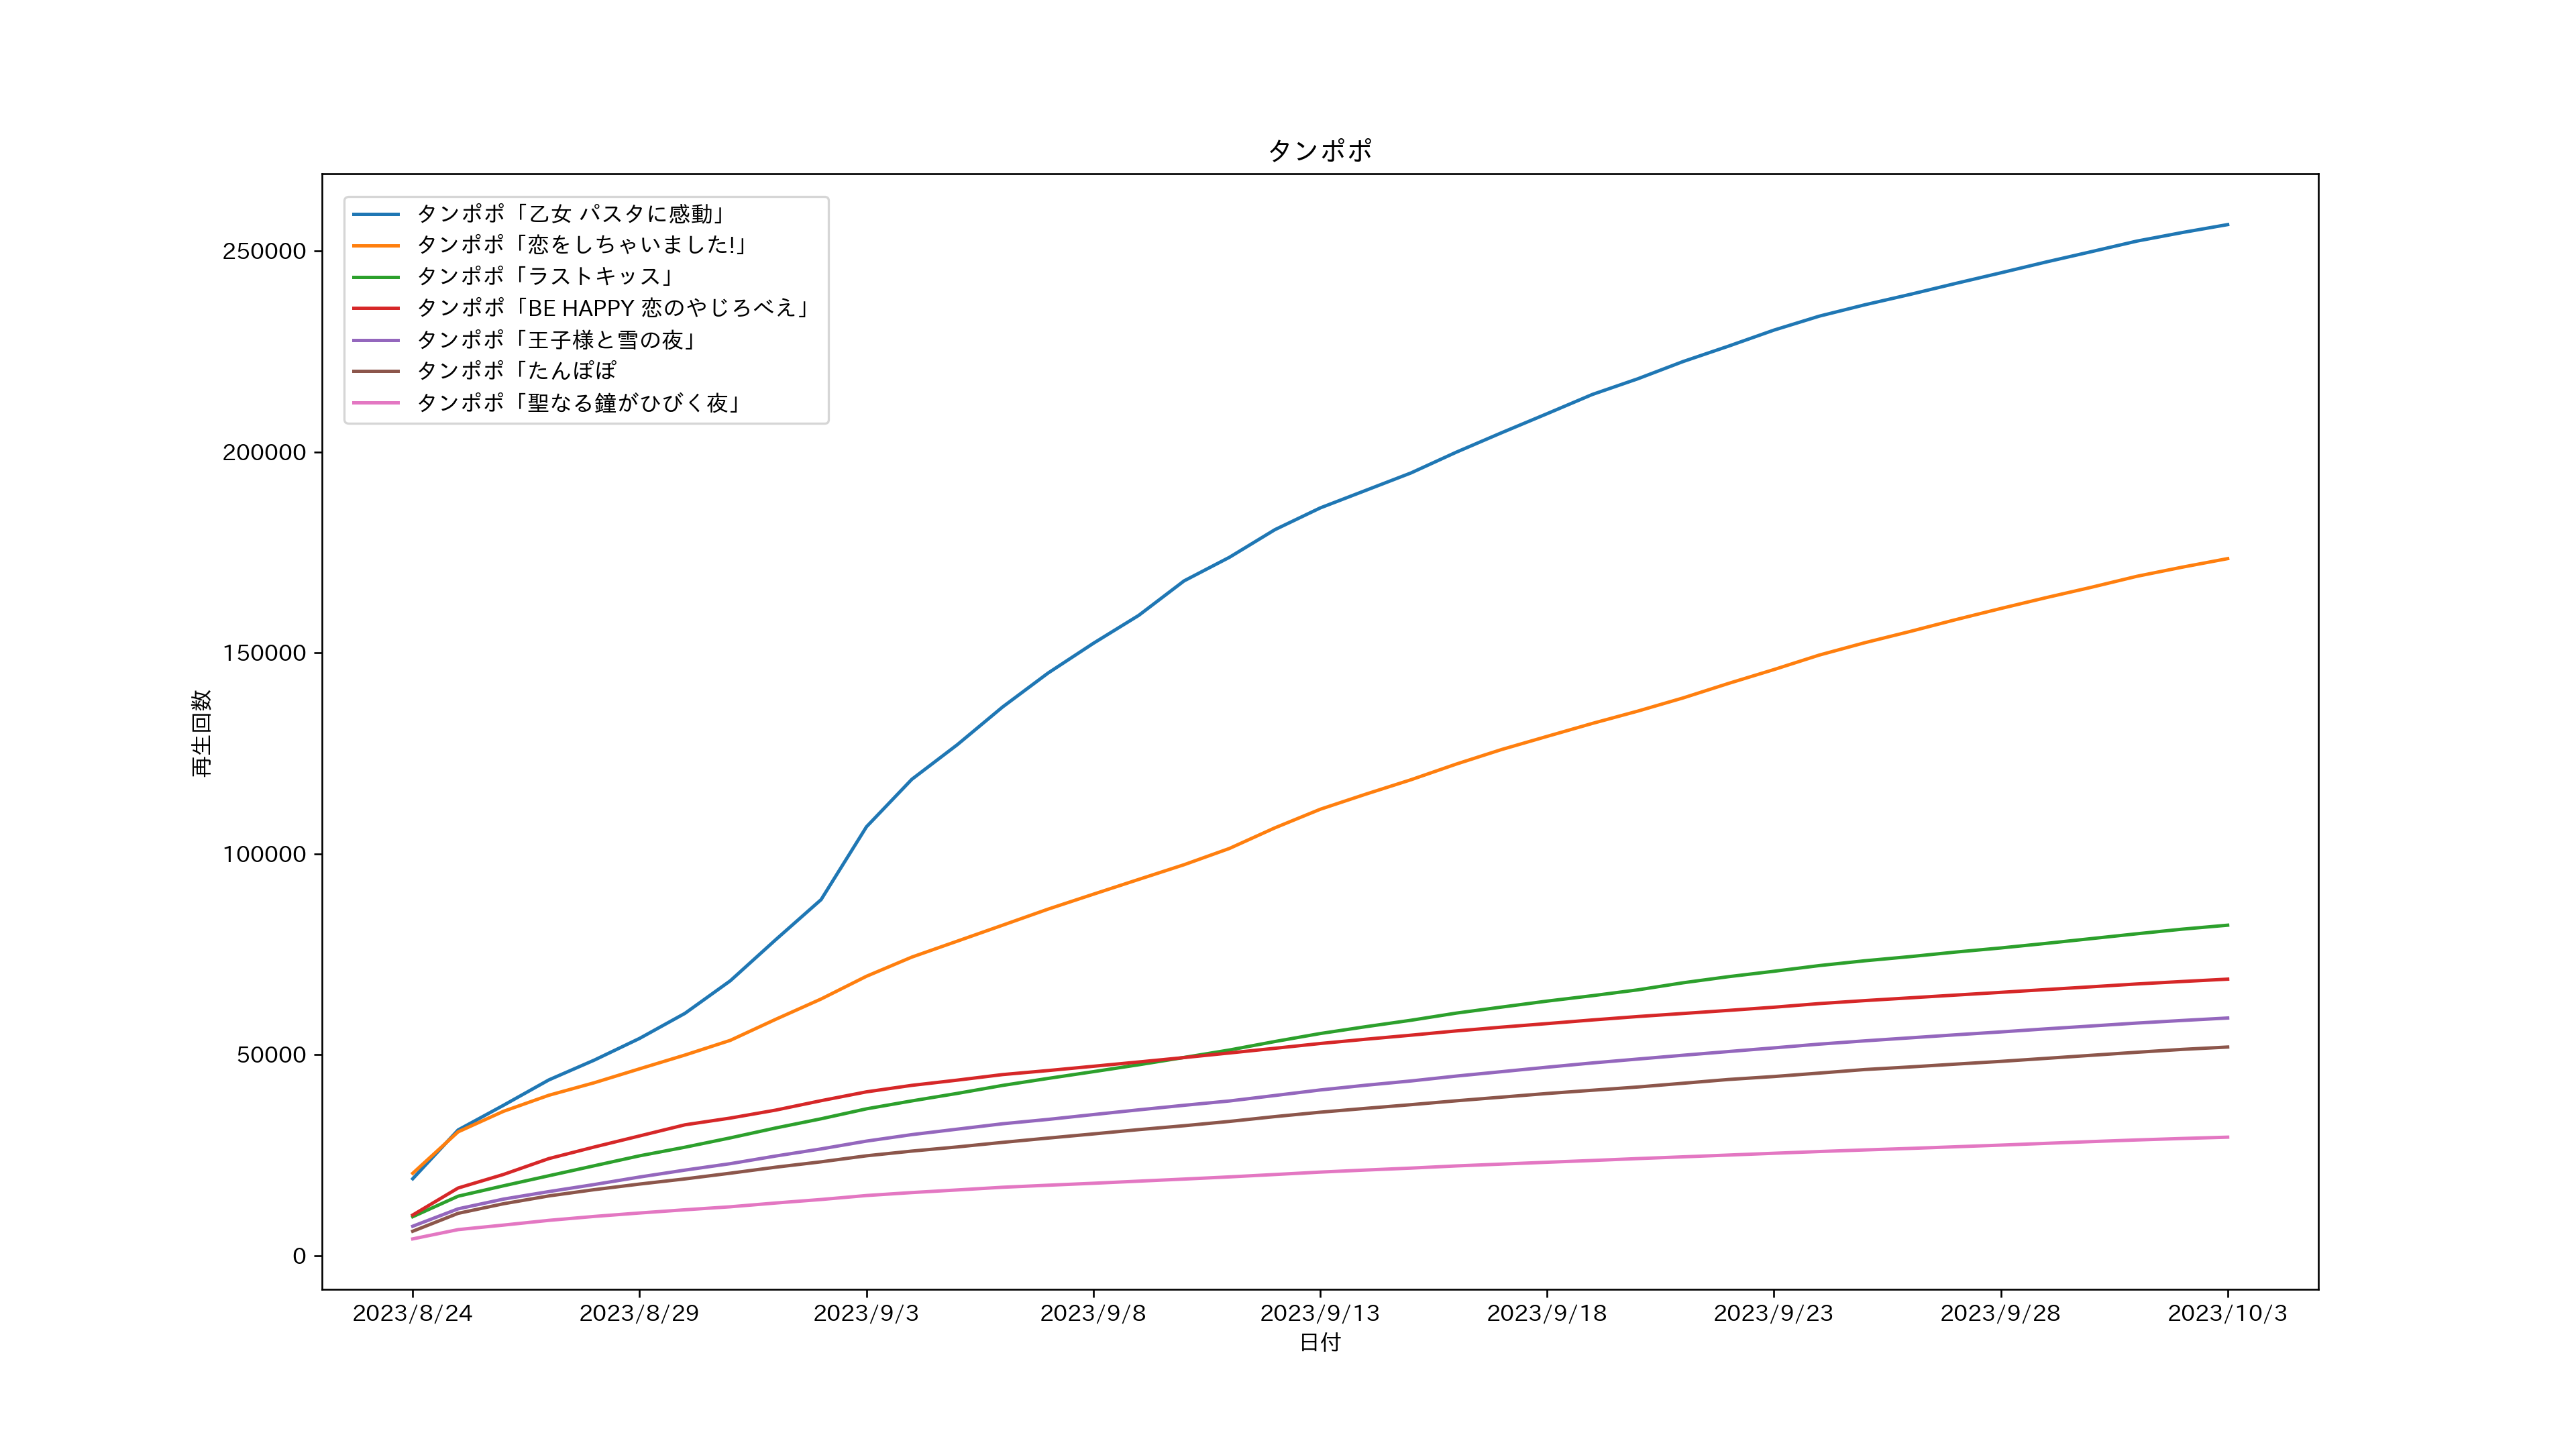 タンポポ
タンポポ「乙女 パスタに感動」
タンポポ「恋をしちゃいました!」
タンポポ「ラストキッス」
タンポポ「BE HAPPY 恋のやじろべえ」
タンポポ「王子様と雪の夜」
タンポポ「たんぽぽ
タンポポ「聖なる鐘がひびく夜」
250000
200000
150000
100000
50000
0
再生回数
2023/8/24 2023/8/29 2023/9/3 2023/9/8 2023/9/13 2023/9/18 2023/9/23 2023/9/28 2023/10/3
日付